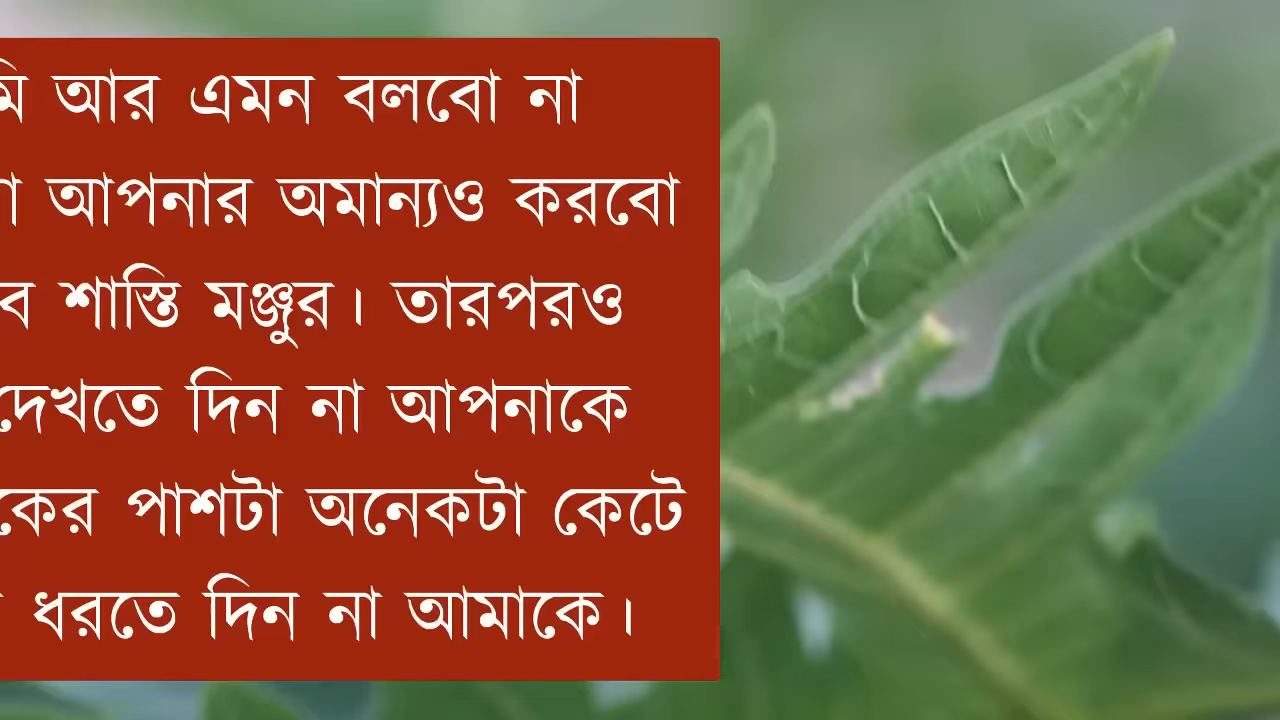 আর এমন বলবো না
আপনার অমান্যও করবো
শাস্তি মঞ্জুর। তারপরও
দেখতে দিন না আপনাকে
পাশটা অনেকটা কেটে
ধরতে দিন না আমাকে।